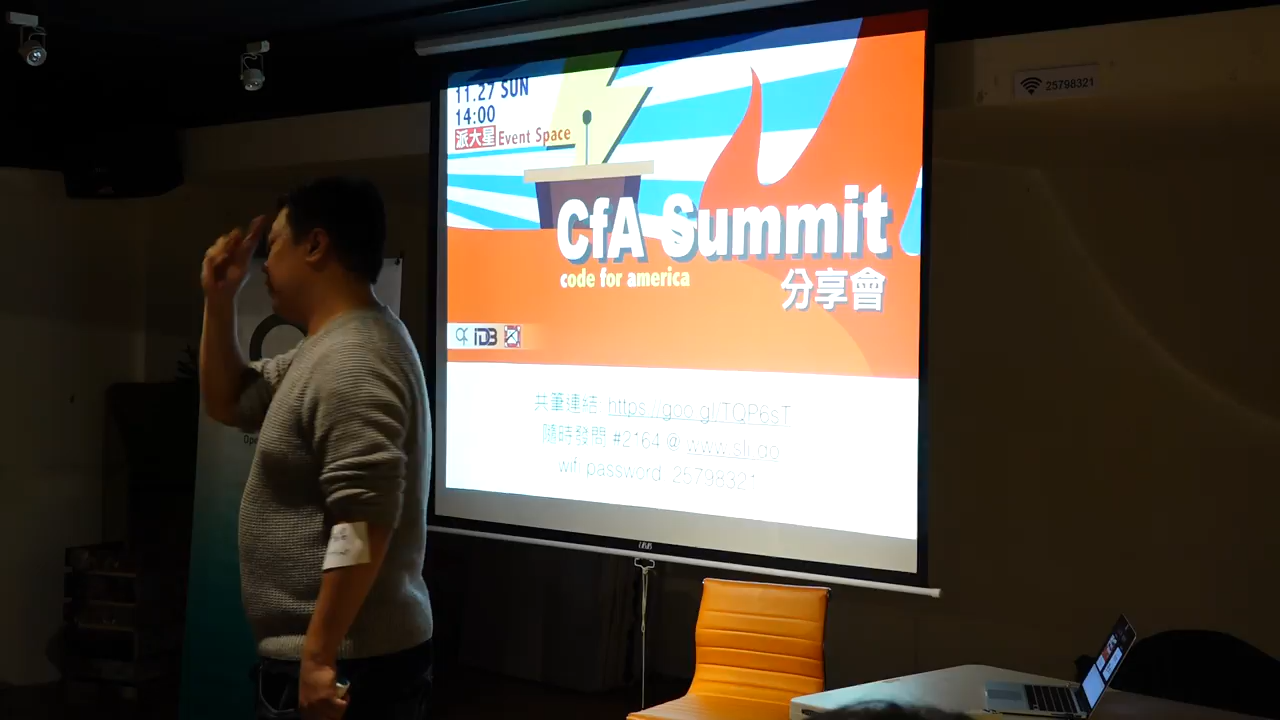 11.27 SUN
14:00
派大星 Event Space
CfA Summit
code for america
分享會
IDB
共筆連結 https://goo.gl/TQP6sT
隨時發問 #2164 @ www.sli.do
wifi password 25798321
25798321
Ope